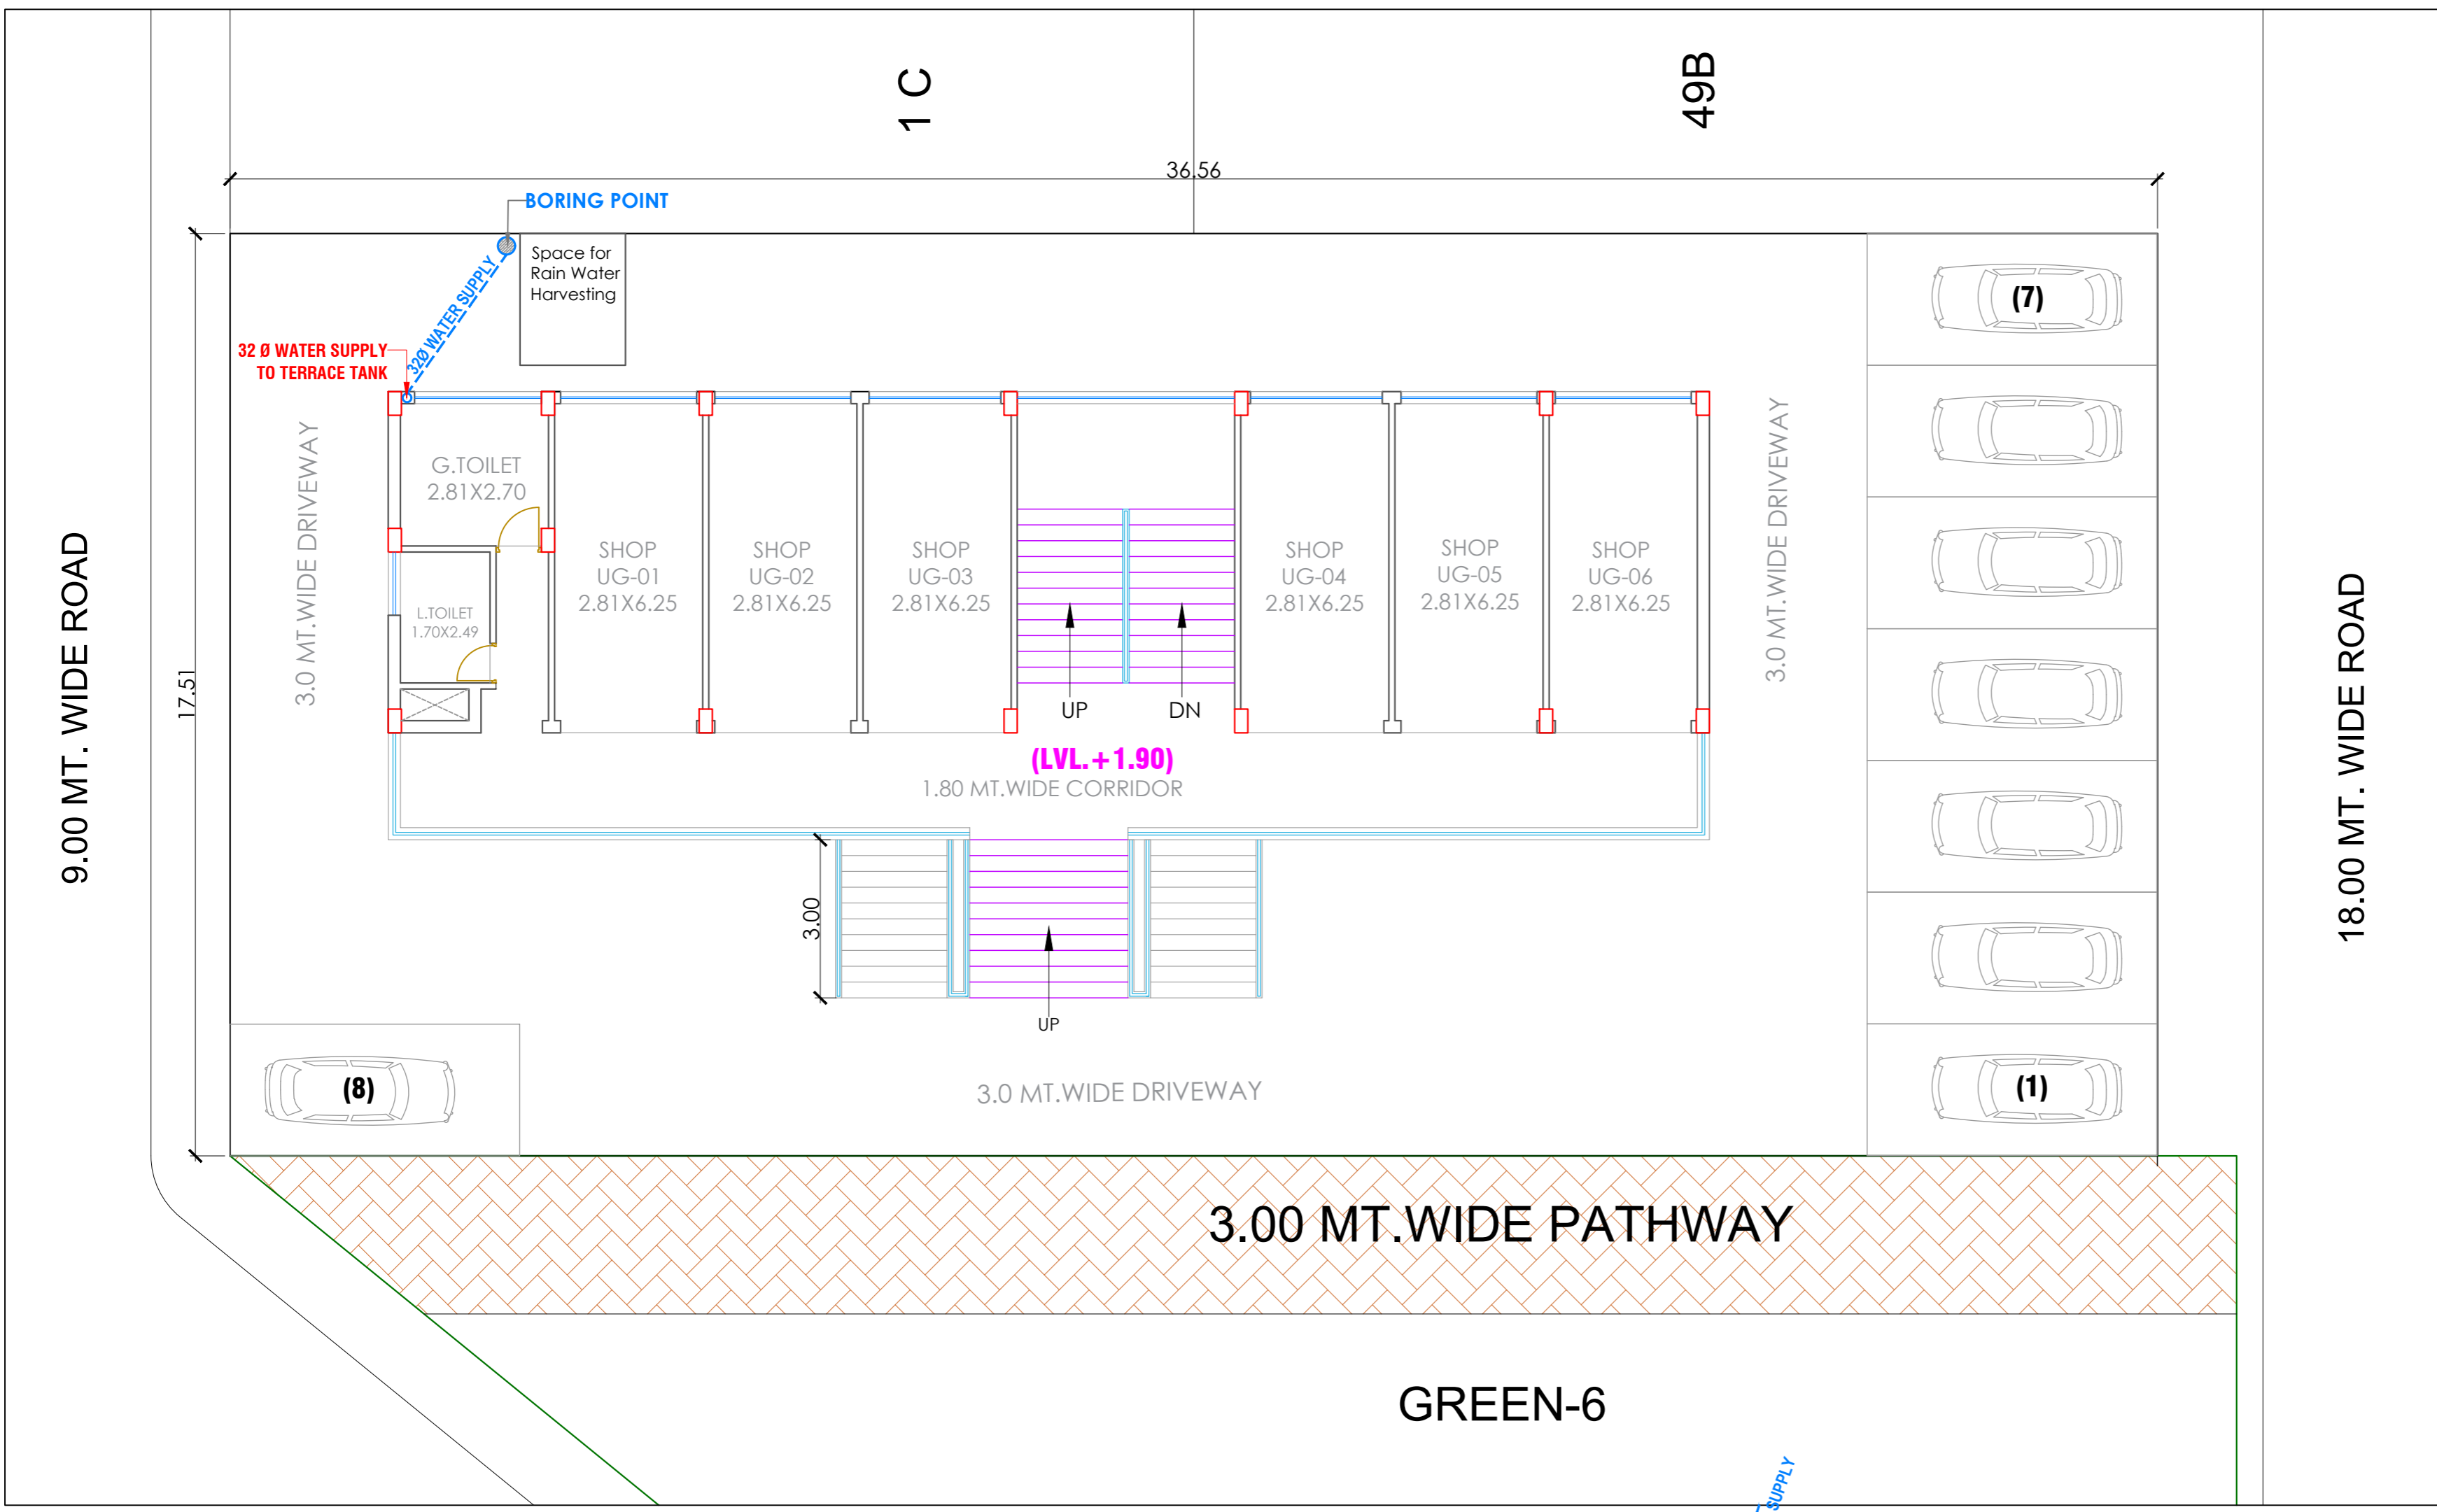 1 C
49B
36.56
BORING POINT
Space for
Rain Water
Harvesting
32Ø WATER SUPPLY
32 Ø WATER SUPPLY
TO TERRACE TANK
(7)
3.0 MT.WIDE DRIVEWAY
G.TOILET
2.81X2.70
L.TOILET
1.70X2.49
SHOP
UG-01
2.81X6.25
SHOP
UG-02
2.81X6.25
SHOP
UG-03
2.81X6.25
UP
DN
SHOP
UG-04
2.81X6.25
SHOP
UG-05
2.81X6.25
SHOP
UG-06
2.81X6.25
3.0 MT.WIDE DRIVEWAY
9.00 MT. WIDE ROAD
17.51
18.00 MT. WIDE ROAD
(LVL.+1.90)
1.80 MT.WIDE CORRIDOR
3.00
UP
(8)
3.0 MT.WIDE DRIVEWAY
(1)
3.00 MT.WIDE PATHWAY
GREEN-6
SUPPLY